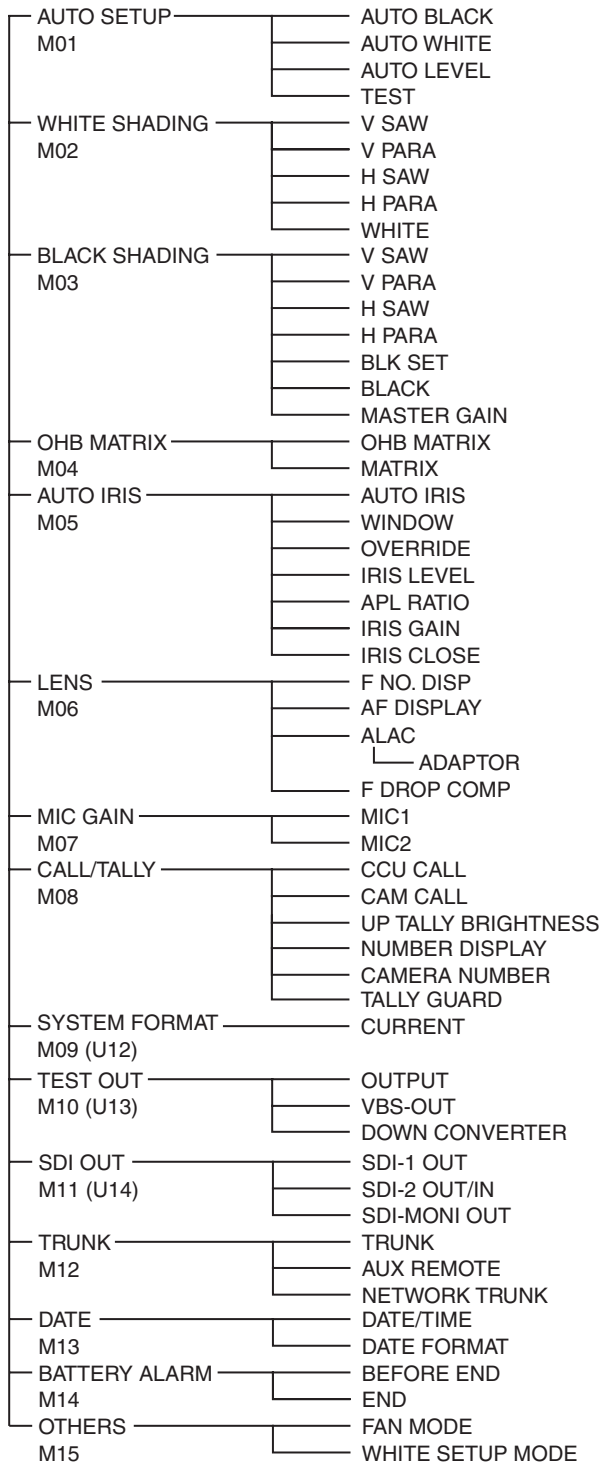 AUTO SETUP AUTO BLACK
M01 AUTO WHITE
AUTO LEVEL
TEST
WHITE SHADING V SAW
M02 V PARA
H SAW
H PARA
WHITE
BLACK SHADING V SAW
M03 V PARA
H SAW
H PARA
BLK SET
BLACK
MASTER GAIN
OHB MATRIX OHB MATRIX
M04 MATRIX
AUTO IRIS AUTO IRIS
M05 WINDOW
OVERRIDE
IRIS LEVEL
APL RATIO
IRIS GAIN
IRIS CLOSE
LENS F NO. DISP
M06 AF DISPLAY
ALAC
ADAPTOR
F DROP COMP
MIC GAIN MIC1
M07 MIC2
CALL/TALLY CCU CALL
M08 CAM CALL
UP TALLY BRIGHTNESS
NUMBER DISPLAY
CAMERA NUMBER
TALLY GUARD
SYSTEM FORMAT CURRENT
M09 (U12)
TEST OUT OUTPUT
M10 (U13) VBS-OUT
DOWN CONVERTER
SDI OUT SDI-1 OUT
M11 (U14) SDI-2 OUT/IN
SDI-MONI OUT
TRUNK TRUNK
M12 AUX REMOTE
NETWORK TRUNK
DATE DATE/TIME
M13 DATE FORMAT
BATTERY ALARM BEFORE END
M14 END
OTHERS FAN MODE
M15 WHITE SETUP MODE